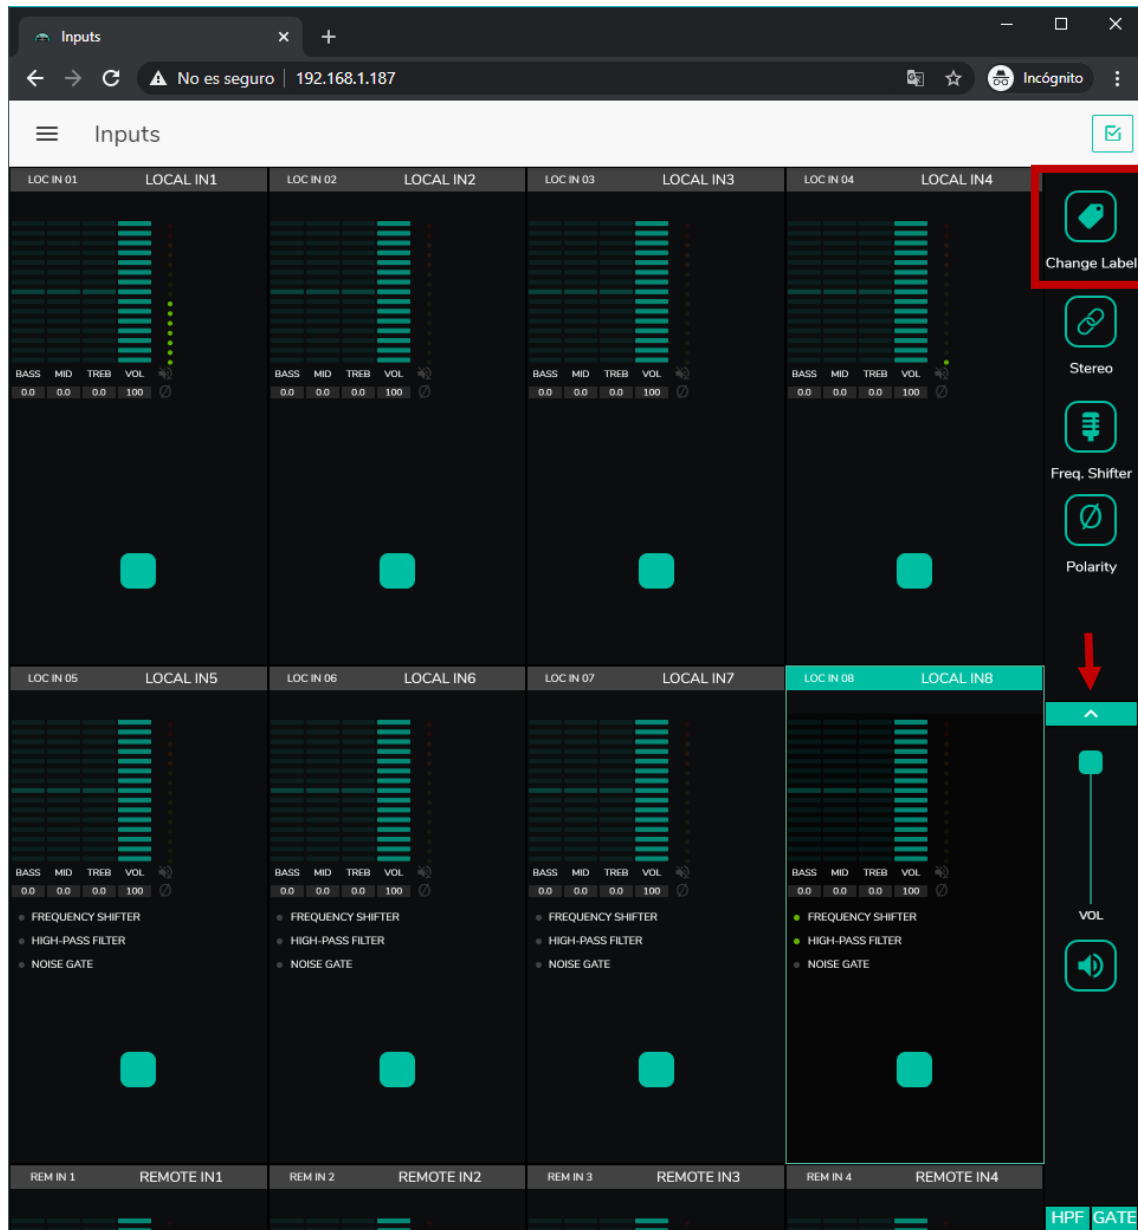 Inputs
No es seguro 192.168.1.187 Incógnito
Inputs
LOC IN 01 LOCAL IN1 LOC IN 02 LOCAL IN2 LOC IN 03 LOCAL IN3 LOC IN 04 LOCAL IN4
Change Label
Stereo
BASS MID TREB VOL BASS MID TREB VOL BASS MID TREB VOL BASS MID TREB VOL
0.0 0.0 0.0 100 0.0 0.0 0.0 100 0.0 0.0 0.0 100 0.0 0.0 0.0 100
Freq. Shifter
Polarity
LOC IN 05 LOCAL IN5 LOC IN 06 LOCAL IN6 LOC IN 07 LOCAL IN7 LOC IN 08 LOCAL IN8
BASS MID TREB VOL BASS MID TREB VOL BASS MID TREB VOL BASS MID TREB VOL
0.0 0.0 0.0 100 0.0 0.0 0.0 100 0.0 0.0 0.0 100 0.0 0.0 0.0 100
FREQUENCY SHIFTER FREQUENCY SHIFTER FREQUENCY SHIFTER FREQUENCY SHIFTER VOL
HIGH-PASS FILTER HIGH-PASS FILTER HIGH-PASS FILTER HIGH-PASS FILTER
NOISE GATE NOISE GATE NOISE GATE NOISE GATE
REM IN 1 REMOTE IN1 REM IN 2 REMOTE IN2 REM IN 3 REMOTE IN3 REM IN 4 REMOTE IN4
HPF GATE